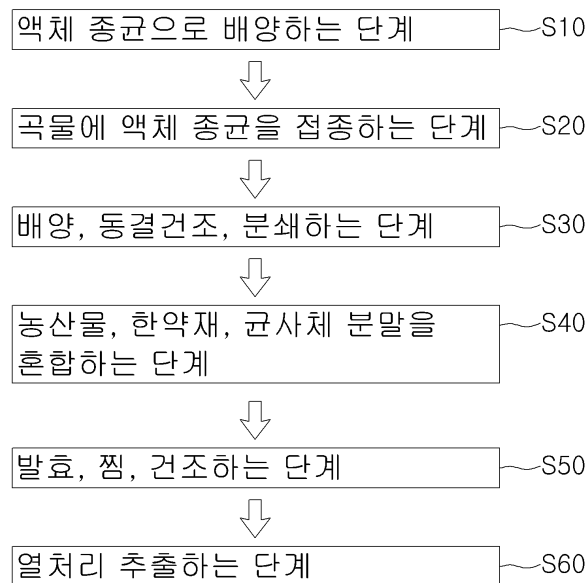 액체 종균으로 배양하는 단계 S10
곡물에 액체 종균을 접종하는 단계 S20
배양, 동결건조, 분쇄하는 단계 S30
농산물, 한약재, 균사체 분말을 S40
혼합하는 단계
발효, 찜, 건조하는 단계 S50
열처리 추출하는 단계 S60